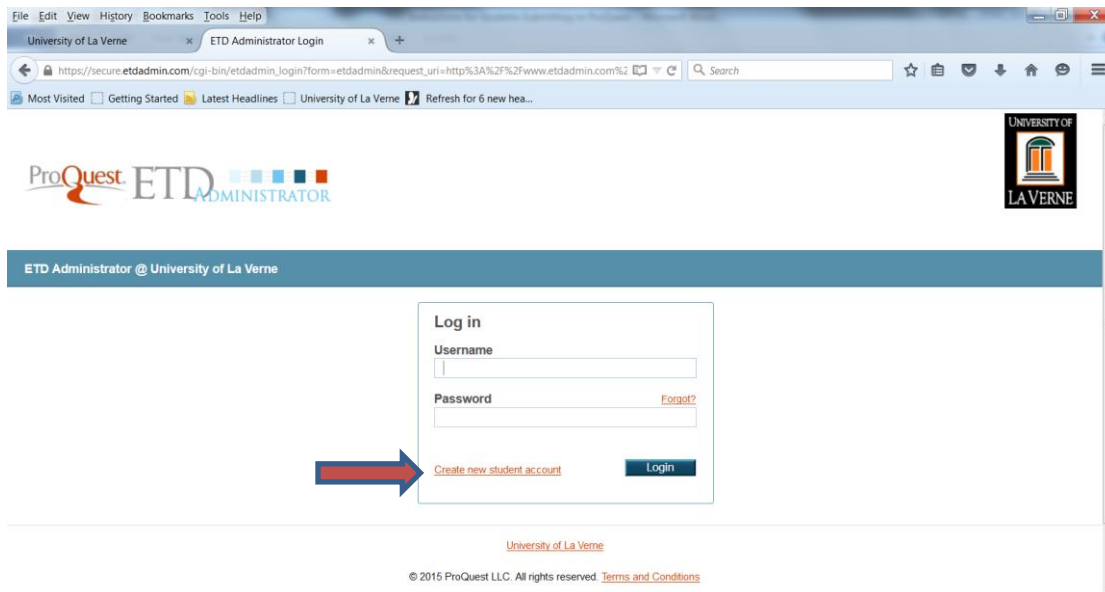 File Edit View History Bookmarks Tools Help
University of La Verne × ETD Administrator Login × +
https://secure.etdadmin.com/cgi-bin/etdadmin_login?form=etdadmin&request_uri=http%3A%2F%2Fwww.etdadmin.com%2 Search
Most Visited Getting Started Latest Headlines University of La Verne Refresh for 6 new hea...
UNIVERSITY OF
LA VERNE
ProQuest ETD ADMINISTRATOR
ETD Administrator @ University of La Verne
Log in
Username
Password Forgot?
Create new student account Login
University of La Verne
© 2015 ProQuest LLC. All rights reserved. Terms and Conditions